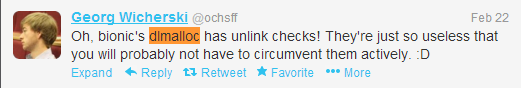 Georg Wicherski @ochsff Feb 22
Oh, bionic's dlmalloc has unlink checks! They're just so useless that
you will probably not have to circumvent them actively. :D
Expand Reply Retweet Favorite More